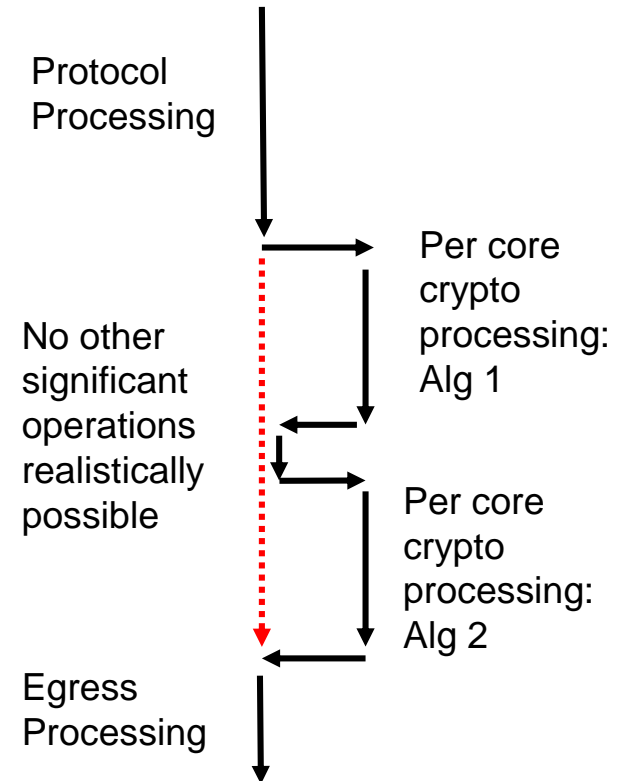 Protocol
Processing
Per core
crypto
processing:
Alg 1
No other
significant
operations
realistically
possible
Per core
crypto
processing:
Alg 2
Egress
Processing